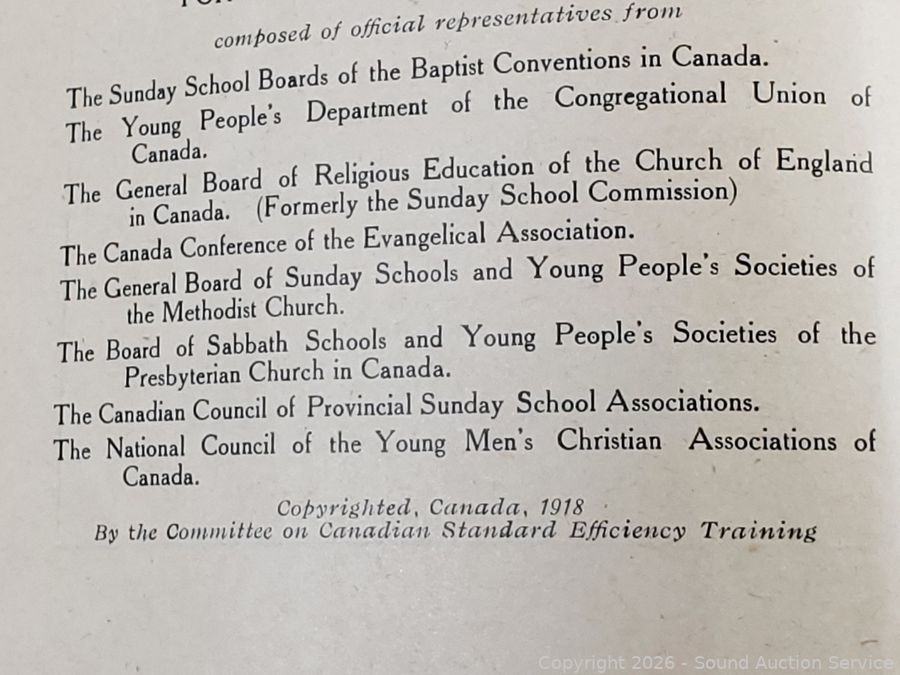 composed of official representatives from
The Sunday School Boards of the Baptist Conventions in Canada.
The Young People's Department of the Congregational Union of
Canada.
The General Board of Religious Education of the Church of England
in Canada. (Formerly the Sunday School Commission)
The Canada Conference of the Evangelical Association.
The General Board of Sunday Schools and Young People's Societies of
the Methodist Church.
The Board of Sabbath Schools and Young People's Societies of the
Presbyterian Church in Canada.
The Canadian Council of Provincial Sunday School Associations.
The National Council of the Young Men's Christian Associations of
Canada.
Copyrighted, Canada, 1918
By the Committee on Canadian Standard Efficiency Training
Copyright 2026 - Sound Auction Service